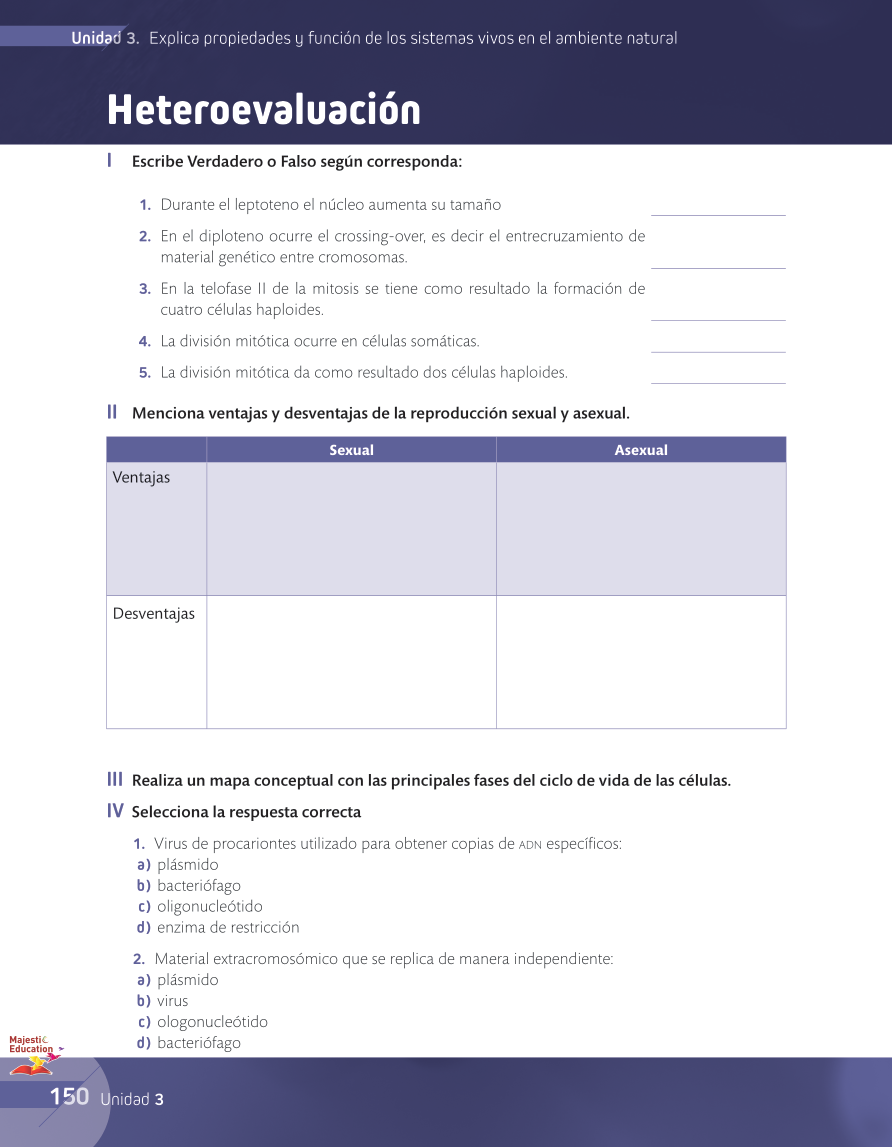 Unidad 3. Explica propiedades y función de los sistemas vivos en el ambiente natural
Heteroevaluación
I Escribe Verdadero o Falso según corresponda:
1. Durante el leptoteno el núcleo aumenta su tamaño
2. En el diploteno ocurre el crossing-over, es decir el entrecruzamiento de
material genético entre cromosomas.
3. En la telofase II de la mitosis se tiene como resultado la formación de
cuatro células haploides.
4. La división mitótica ocurre en células somáticas.
5. La división mitótica da como resultado dos células haploides.
II Menciona ventajas y desventajas de la reproducción sexual y asexual.
Sexual Asexual
Ventajas
Desventajas
III Realiza un mapa conceptual con las principales fases del ciclo de vida de las células.
IV Selecciona la respuesta correcta
1. Virus de procariontes utilizado para obtener copias de ADN específicos:
a) plásmido
b) bacteriófago
c) oligonucleótido
d) enzima de restricción
2. Material extracromosómico que se replica de manera independiente:
a) plásmido
b) virus
c) ologonucleótido
d) bacteriófago
Majestic
Education
150 Unidad 3